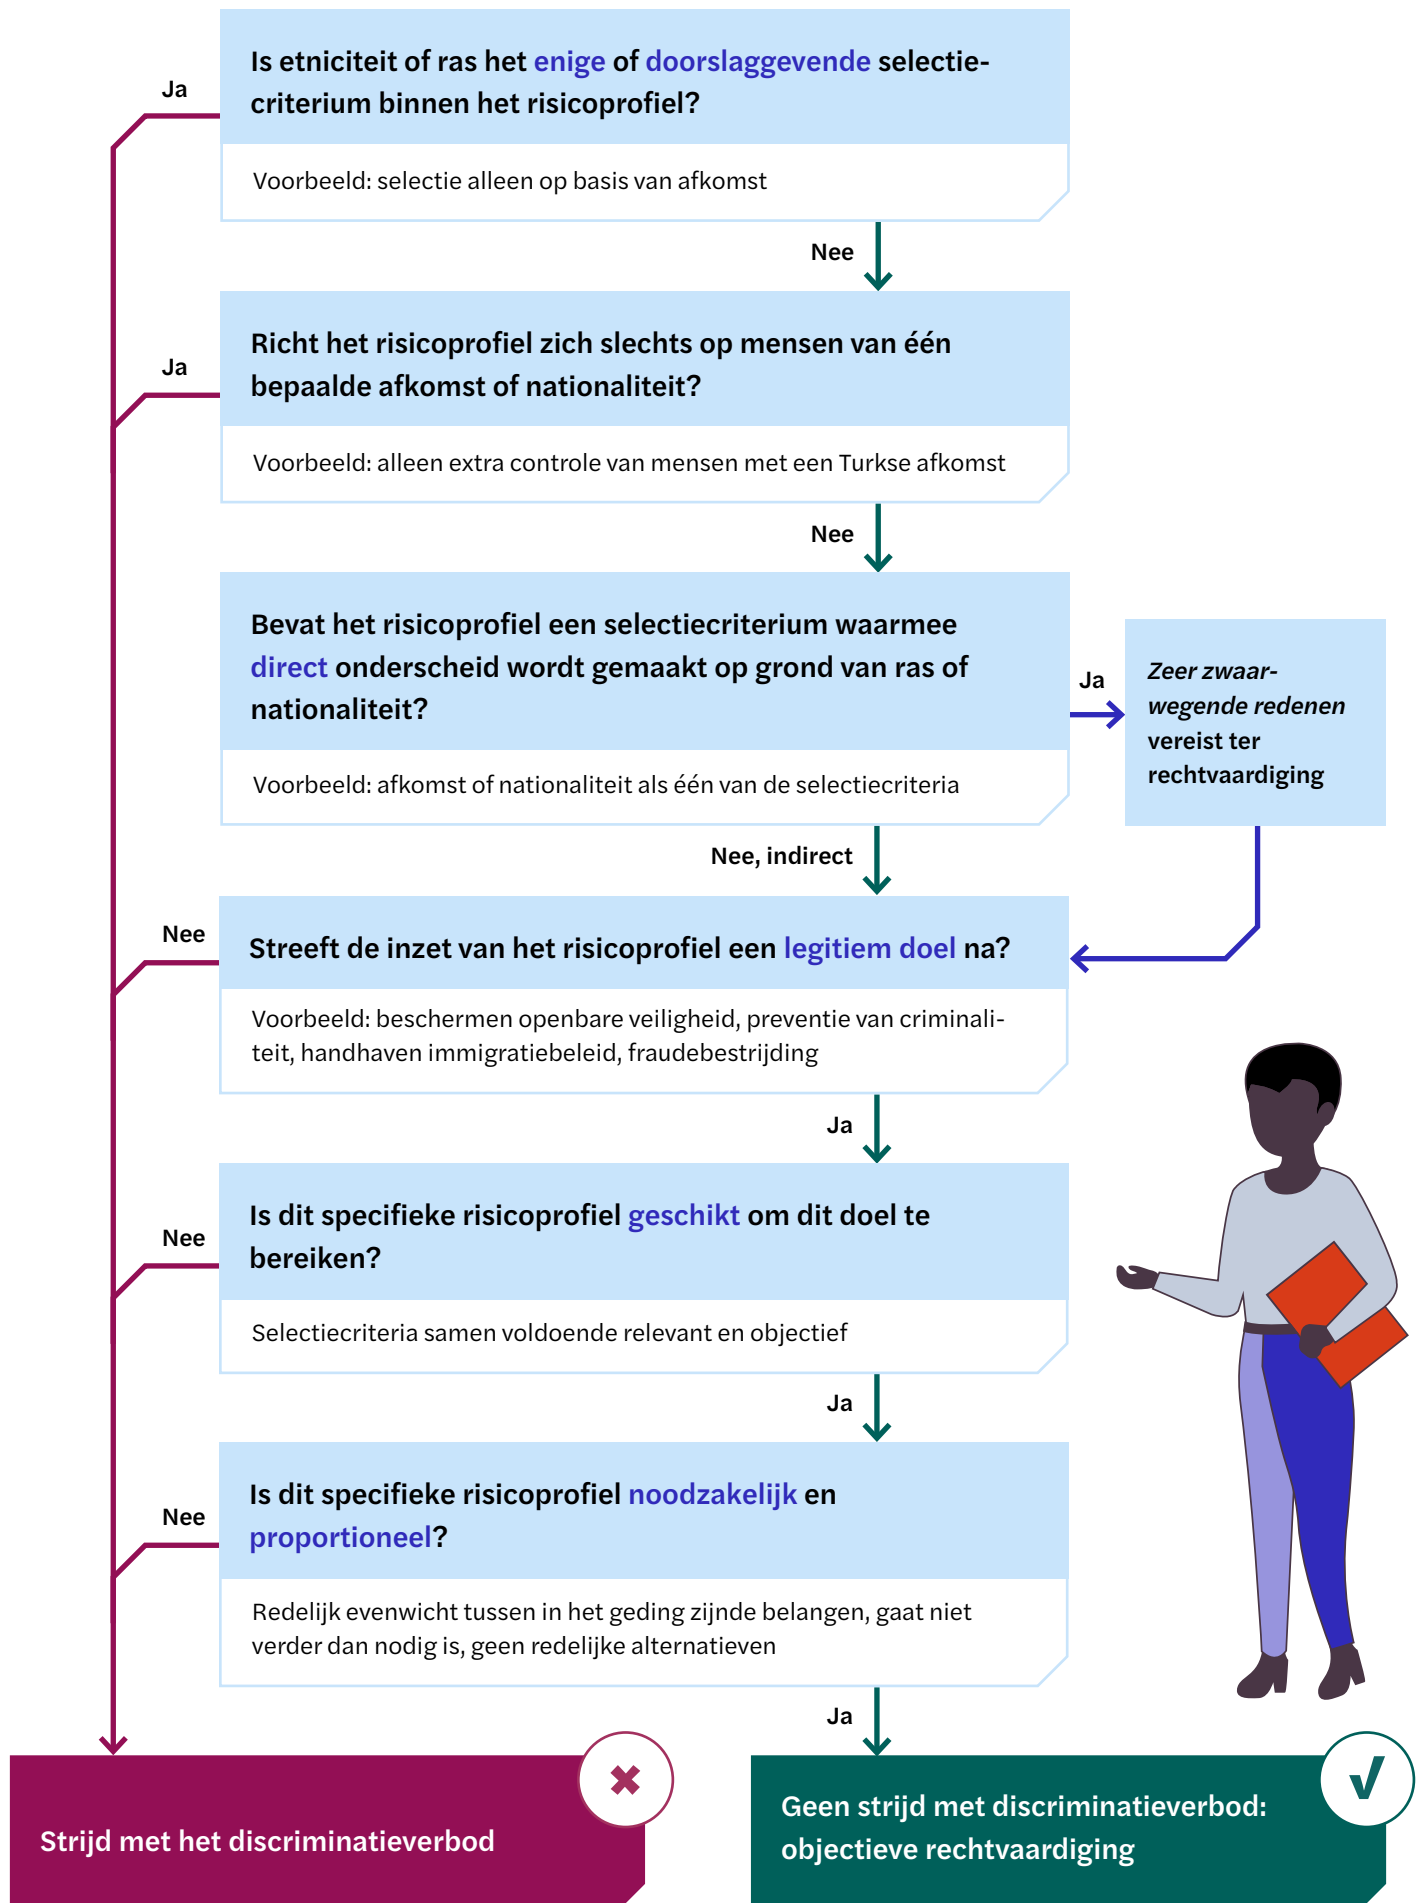 Is etniciteit of ras het enige of doorslaggevende selectie-
criterium binnen het risicoprofiel?
Ja
Voorbeeld: selectie alleen op basis van afkomst
Nee
Richt het risicoprofiel zich slechts op mensen van één
bepaalde afkomst of nationaliteit?
Ja
Voorbeeld: alleen extra controle van mensen met een Turkse afkomst
Nee
Bevat het risicoprofiel een selectiecriterium waarmee
direct onderscheid wordt gemaakt op grond van ras of
nationaliteit?
Ja
Zeer zwaar-
wegende redenen
vereist ter
rechtvaardiging
Voorbeeld: afkomst of nationaliteit als één van de selectiecriteria
Nee, indirect
Nee
Streeft de inzet van het risicoprofiel een legitiem doel na?
Voorbeeld: beschermen openbare veiligheid, preventie van criminali-
teit, handhaven immigratiebeleid, fraudebestrijding
Ja
Is dit specifieke risicoprofiel geschikt om dit doel te
bereiken?
Nee
Selectiecriteria samen voldoende relevant en objectief
Ja
Is dit specifieke risicoprofiel noodzakelijk en
proportioneel?
Nee
Redelijk evenwicht tussen in het geding zijnde belangen, gaat niet
verder dan nodig is, geen redelijke alternatieven
Ja
Strijd met het discriminatieverbod
Geen strijd met discriminatieverbod:
objectieve rechtvaardiging